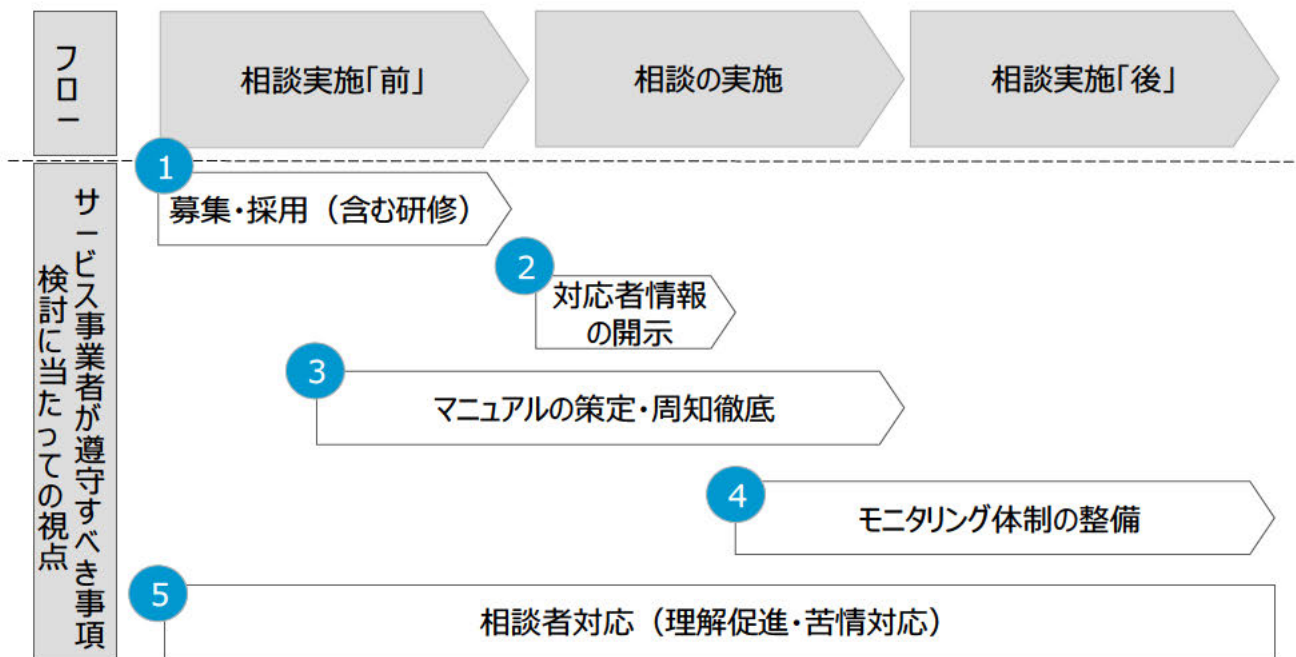 フロー
相談実施「前」
相談の実施
相談実施「後」
サービス事業者が遵守すべき事項
検討に当たっての視点
1
募集・採用（含む研修）
2
対応者情報
の開示
3
マニュアルの策定・周知徹底
4
モニタリング体制の整備
5
相談者対応（理解促進・苦情対応）